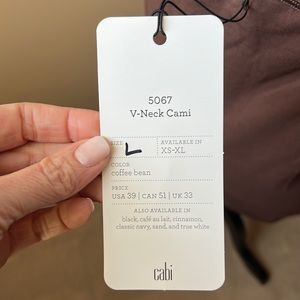 5067
V-Neck Cami
SIZE
L
AVAILABLE IN
XS-XL
COLOR
coffee bean
PRICE
USA 39 | CAN 51 | UK 33
ALSO AVAILABLE IN
black, café au lait, cinnamon,
classic navy, sand, and true white
cabi